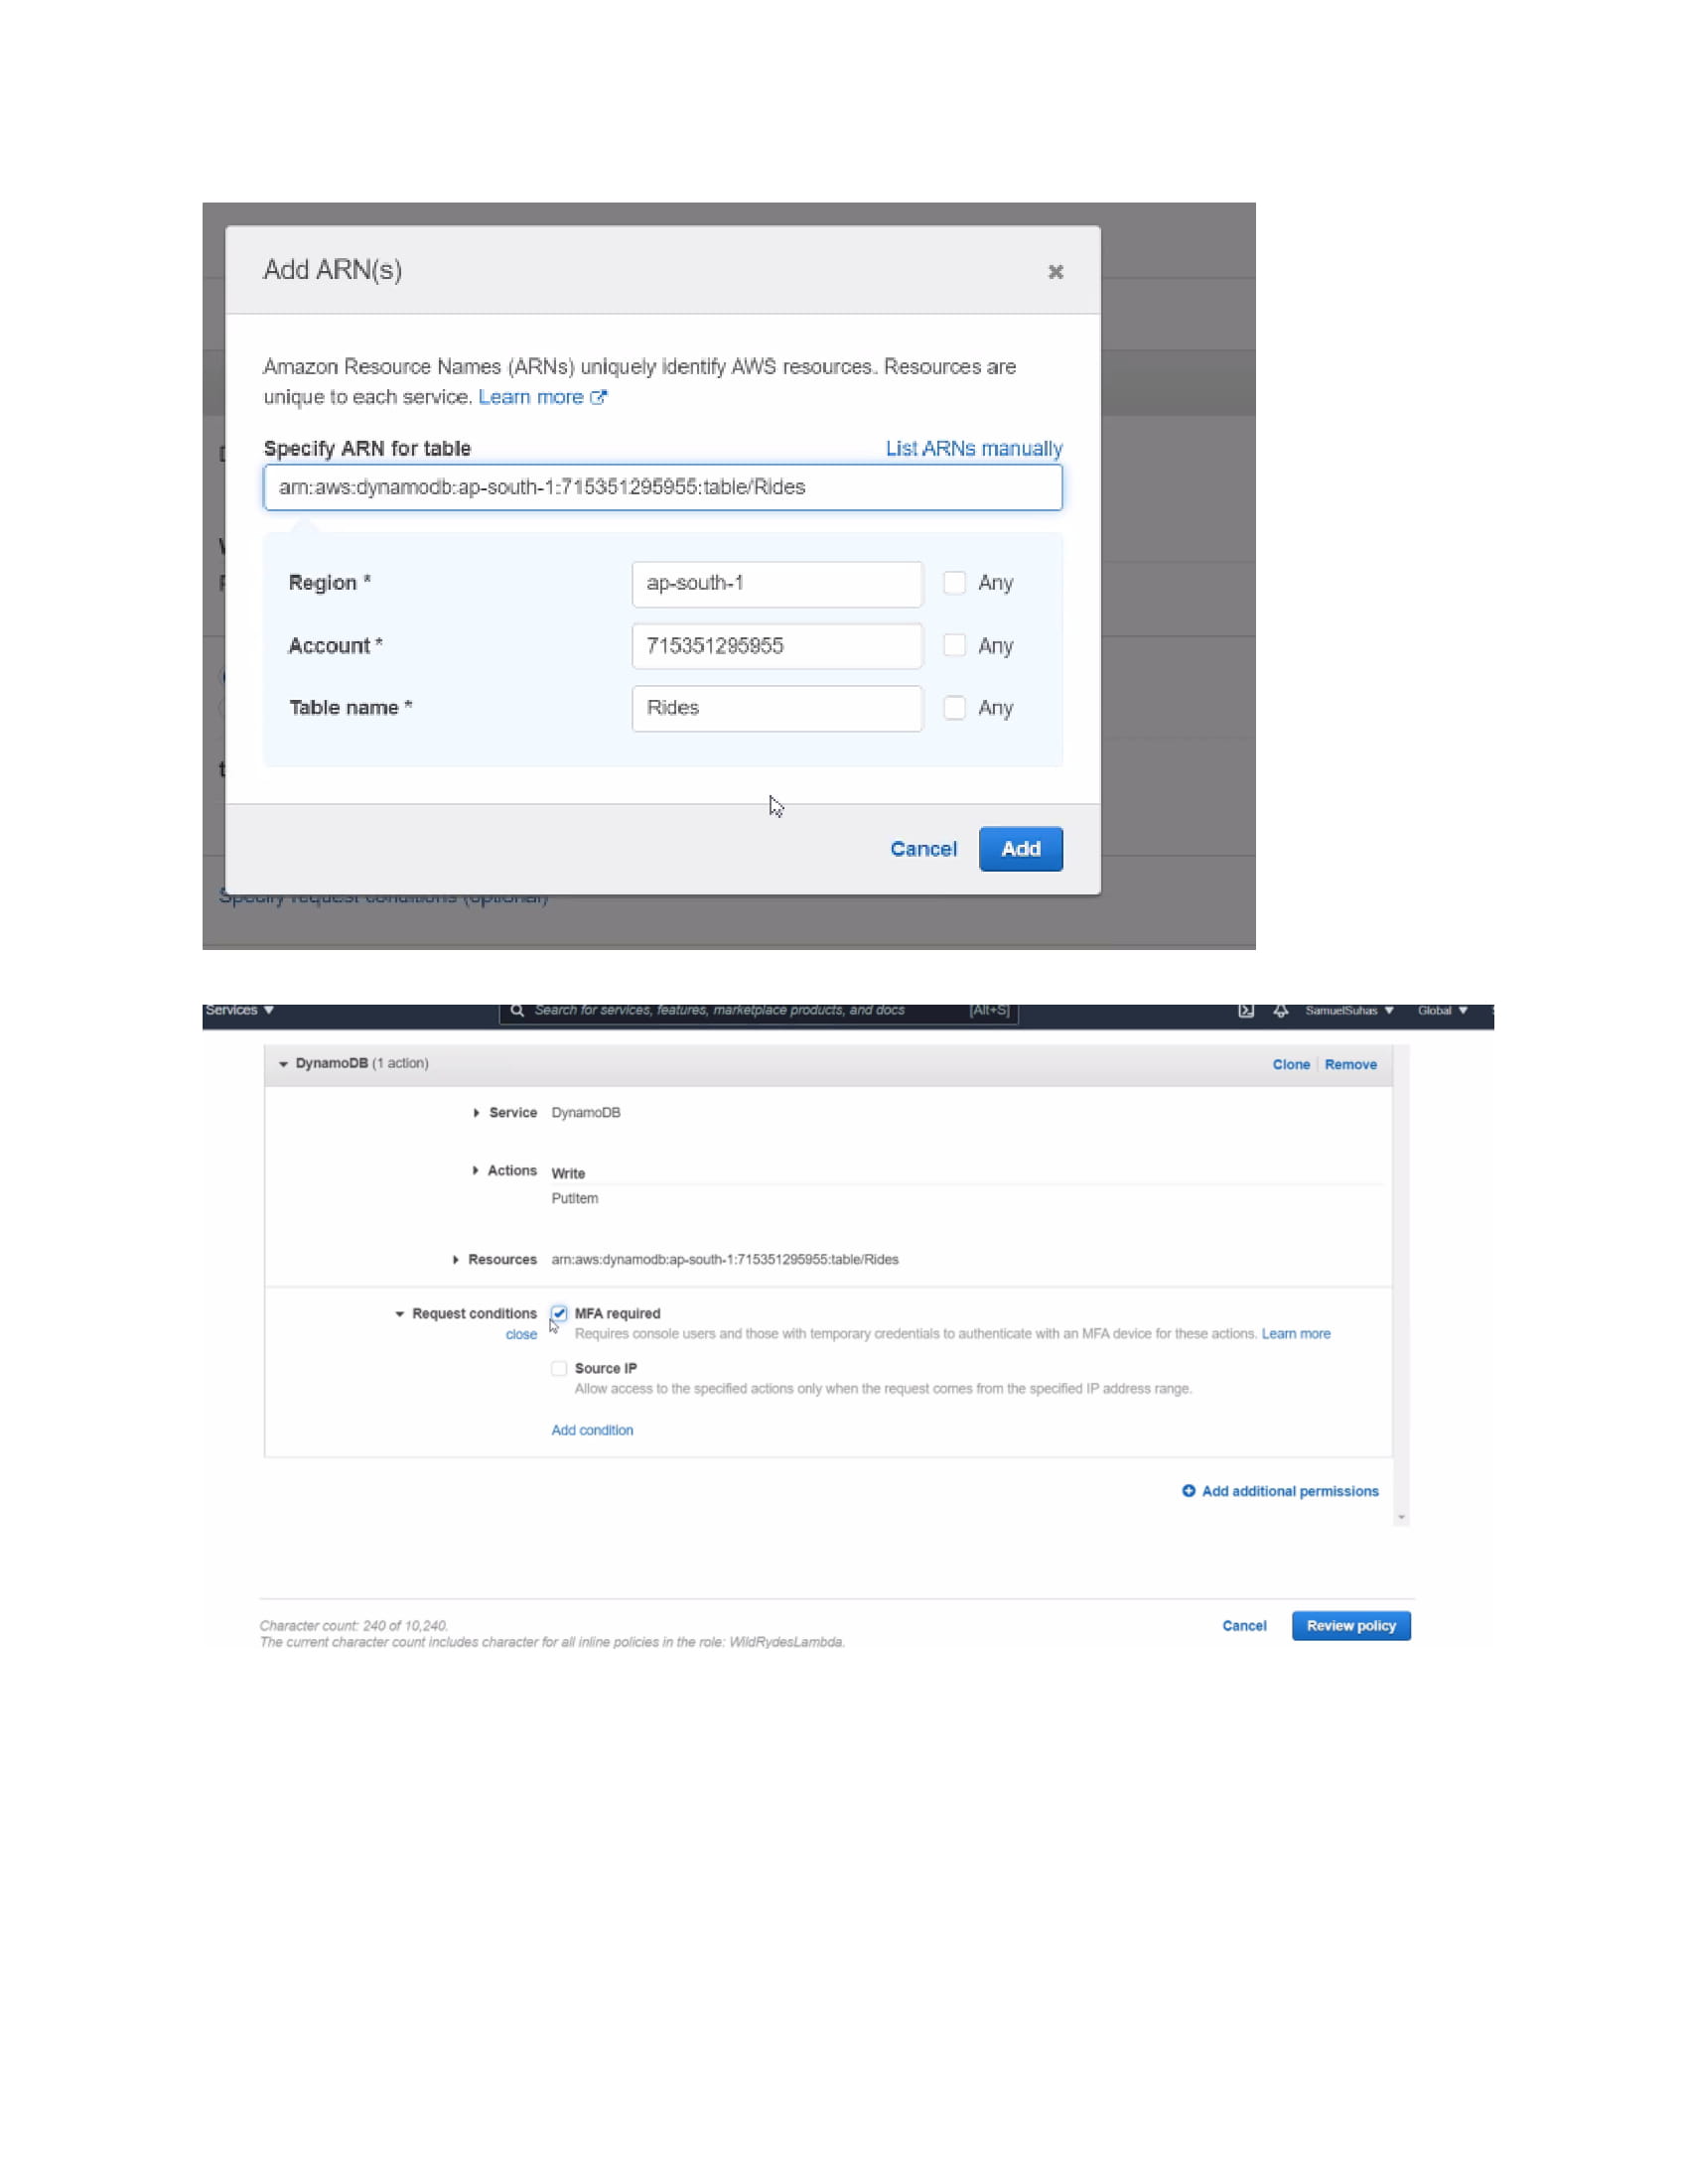 Add ARN(s)
Amazon Resource Names (ARNs) uniquely identify AWS resources. Resources are
unique to each service. Learn more
Specify ARN for table List ARNs manually
arn:aws:dynamodb:ap-south-1:715351295955:table/Rides
Region * ap-south-1 Any
Account * 715351295955 Any
Table name * Rides Any
Cancel Add
Specify request conditions (optional)
Services Search for services, features, marketplace products, and docs [Alt+S] SamuelSuhas Global
DynamoDB (1 action) Clone Remove
Service DynamoDB
Actions Write
PutItem
Resources arn:aws:dynamodb:ap-south-1:715351295955:table/Rides
Request conditions MFA required
close Requires console users and those with temporary credentials to authenticate with an MFA device for these actions. Learn more
Source IP
Allow access to the specified actions only when the request comes from the specified IP address range.
Add condition
Add additional permissions
Character count: 240 of 10,240.
The current character count includes character for all inline policies in the role: WildRydesLambda.
Cancel Review policy